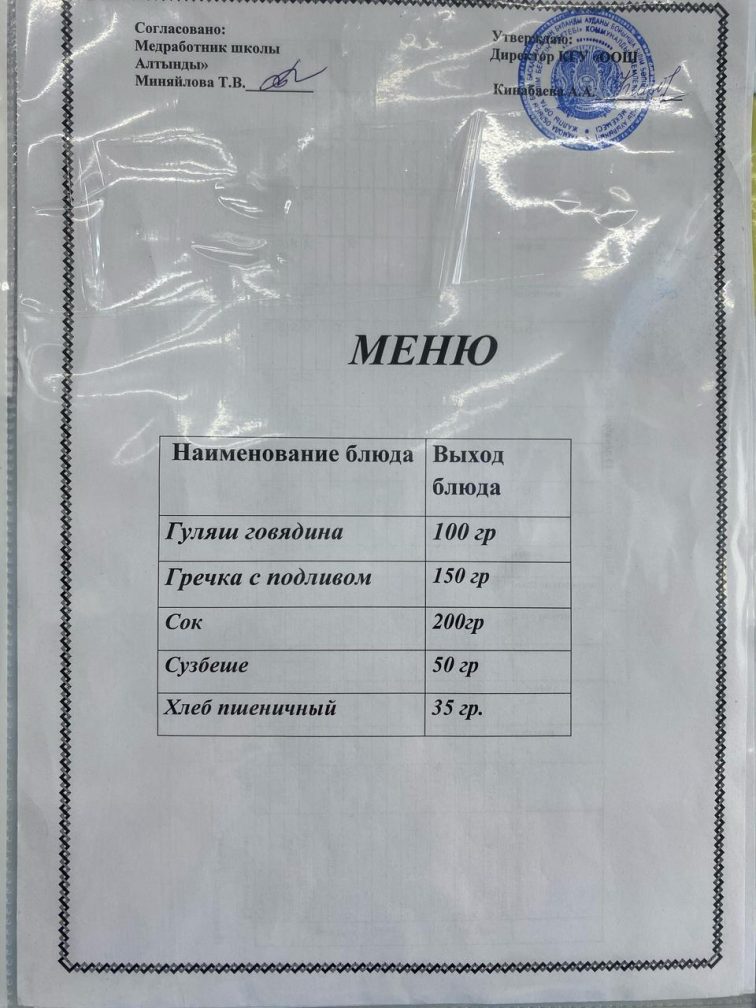 Согласовано:
Медработник школы
Алтынды»
Миняйлова Т.В.
Утверждаю:
Директор КГУ «ООШ
Кинабаева А.А.
МЕНЮ
Наименование блюда Выход
блюда
Гуляш говядина 100 гр
Гречка с подливом 150 гр
Сок 200гр
Сузбеше 50 гр
Хлеб пшеничный 35 гр.